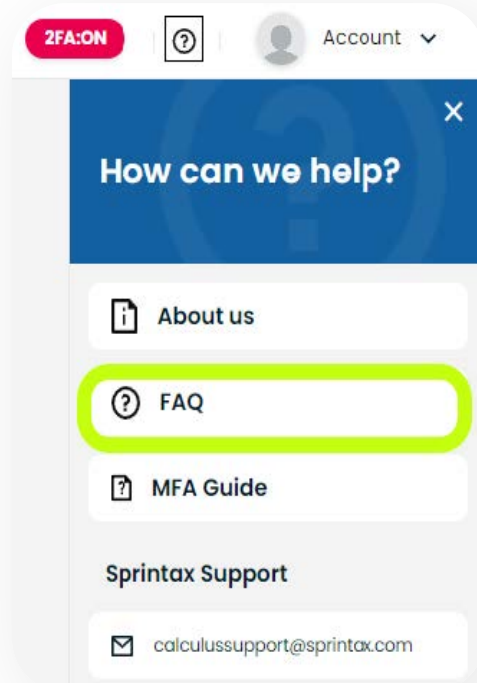 2FA:ON
Account
How can we help?
About us
FAQ
MFA Guide
Sprintax Support
calculussupport@sprintax.com